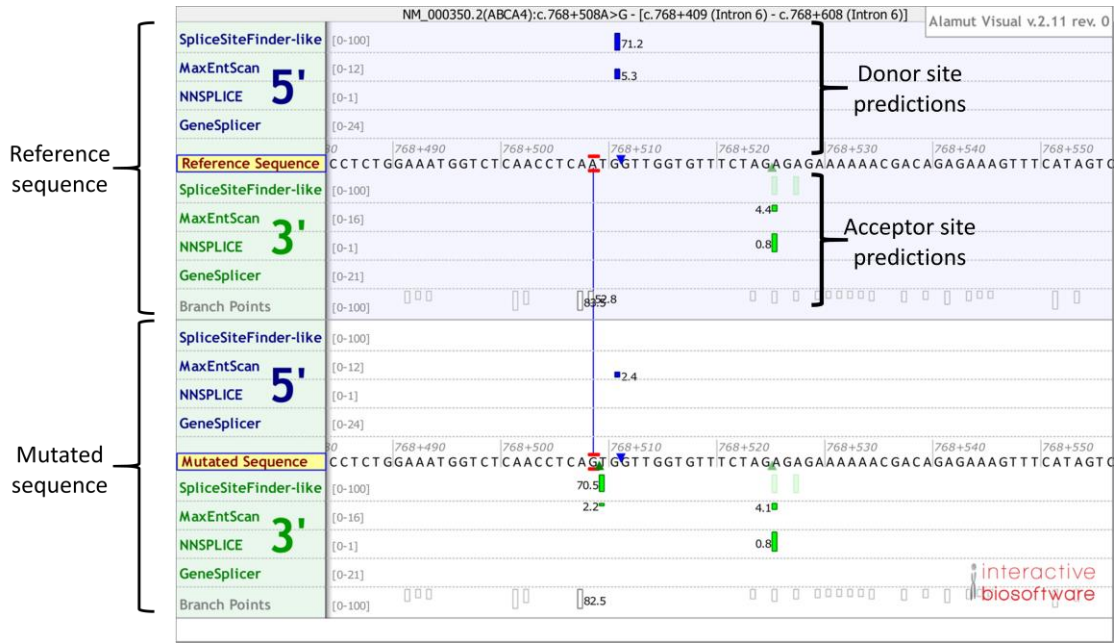 NM_000350.2(ABCA4):c.768+508A>G - [c.768+409 (Intron 6) - c.768+608 (Intron 6)]
Alamut Visual v.2.11 rev. 0
Reference sequence
SpliceSiteFinder-like [0-100] 71.2
MaxEntScan [0-12] 5.3
5'
NNSPLICE [0-1]
GeneSplicer [0-24]
Donor site predictions
30 768+490 768+500 768+510 768+520 768+530 768+540 768+550
Reference Sequence CCTCTGGAAATGGTCTCAACCTCAATGGTTGGTGTTTCTAGAGAGAAAAAACGACAGAGAAAGTTTCATAGTC
SpliceSiteFinder-like [0-100]
MaxEntScan [0-16] 4.4
3'
NNSPLICE [0-1] 0.8
GeneSplicer [0-21]
Branch Points [0-100] 83.5 52.8
Acceptor site predictions
Mutated sequence
SpliceSiteFinder-like [0-100]
MaxEntScan [0-12] 2.4
5'
NNSPLICE [0-1]
GeneSplicer [0-24]
30 768+490 768+500 768+510 768+520 768+530 768+540 768+550
Mutated Sequence CCTCTGGAAATGGTCTCAACCTCAGTGGTTGGTGTTTCTAGAGAGAAAAAACGACAGAGAAAGTTTCATAGTC
SpliceSiteFinder-like [0-100] 70.5
MaxEntScan [0-16] 2.2 4.1
3'
NNSPLICE [0-1] 0.8
GeneSplicer [0-21]
Branch Points [0-100] 82.5
interactive biosoftware